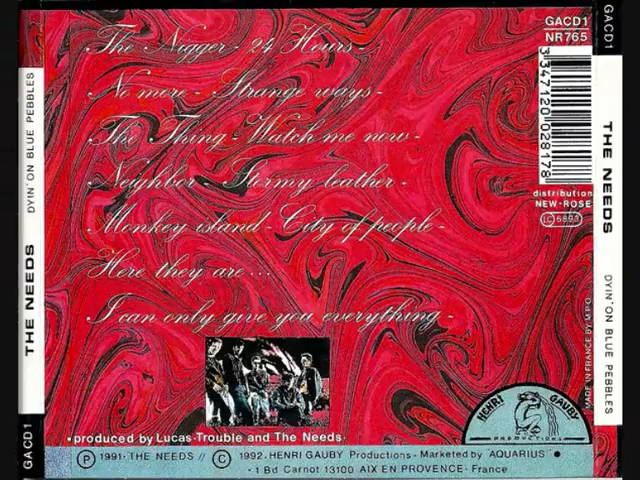 The Nigger - 24 Hours -
No more - Strange ways -
The Thing - Watch me now -
Neighbor - Stormy leather -
Monkey island - City of people -
Here they are ...
I can only give you everything -
• produced by Lucas Trouble and The Needs
Ⓟ 1991 · THE NEEDS // Ⓒ 1992 · HENRI GAUBY Productions - Marketed by AQUARIUS •
• 1 Bd Carnot 13100 AIX EN PROVENCE · France
GACD1
NR765
3347120028178
distribution
NEW-ROSE
LC 6893
HENRI GAUBY
PRODUCTIONS
MADE IN FRANCE BY M.P.O.
GACD1 THE NEEDS DYIN' ON BLUE PEBBLES
GACD1 THE NEEDS DYIN' ON BLUE PEBBLES